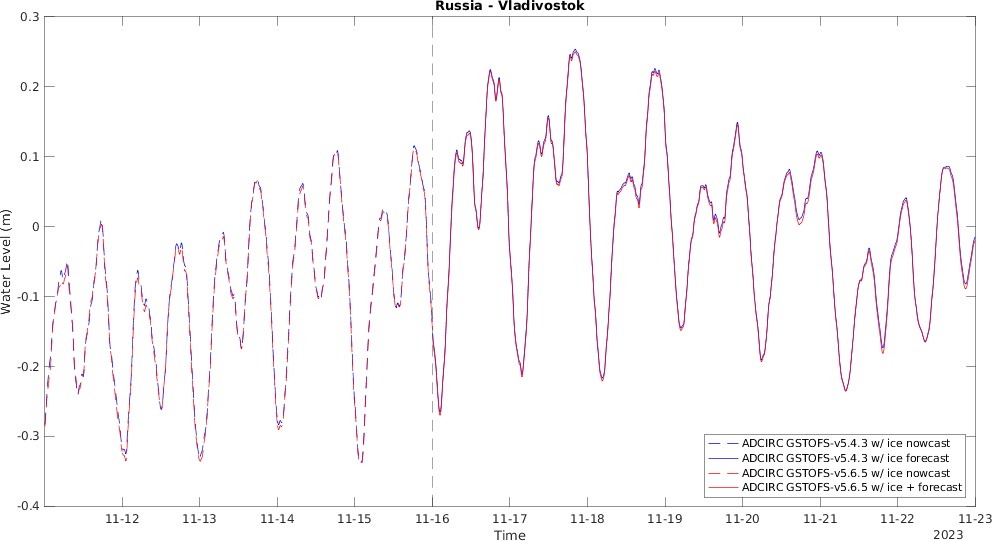 Russia - Vladivostok
0.3
0.2
0.1
0
-0.1
-0.2
-0.3
-0.4
Water Level (m)
ADCIRC GSTOFS-v5.4.3 w/ ice nowcast
ADCIRC GSTOFS-v5.4.3 w/ ice forecast
ADCIRC GSTOFS-v5.6.5 w/ ice nowcast
ADCIRC GSTOFS-v5.6.5 w/ ice + forecast
11-12 11-13 11-14 11-15 11-16 11-17 11-18 11-19 11-20 11-21 11-22 11-23
Time
2023